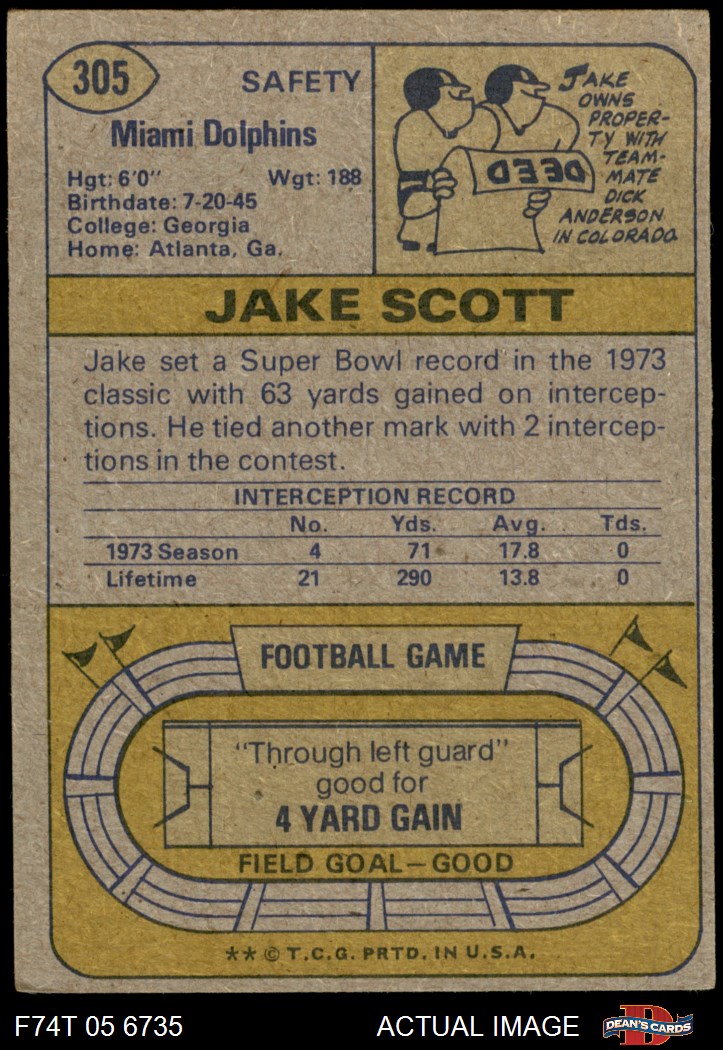 305
SAFETY
Miami Dolphins
Hgt: 6'0" Wgt: 188
Birthdate: 7-20-45
College: Georgia
Home: Atlanta, Ga.
JAKE
OWNS
PROPER-
TY WITH
TEAM-
MATE
DICK
ANDERSON
IN COLORADO.
DEED
JAKE SCOTT
Jake set a Super Bowl record in the 1973
classic with 63 yards gained on intercep-
tions. He tied another mark with 2 intercep-
tions in the contest.
INTERCEPTION RECORD
No. Yds. Avg. Tds.
1973 Season 4 71 17.8 0
Lifetime 21 290 13.8 0
FOOTBALL GAME
"Through left guard"
good for
4 YARD GAIN
FIELD GOAL—GOOD
** © T.C.G. PRTD. IN U.S.A.
F74T 05 6735 ACTUAL IMAGE
DEAN'S CARDS